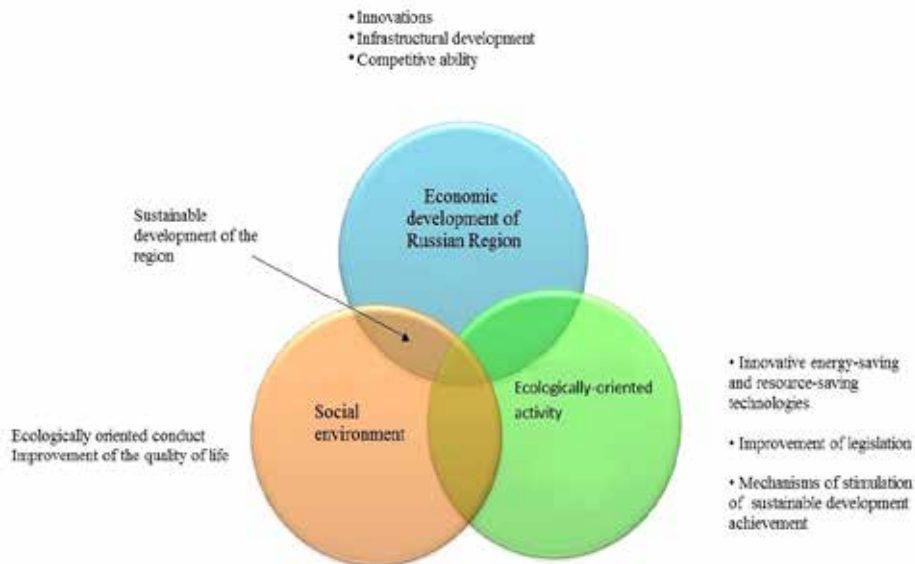 • Innovations
• Infrastructural development
• Competitive ability
Economic
development of
Russian Region
Sustainable
development of the
region
Ecologically-oriented
activity
Social
environment
Ecologically oriented conduct
Improvement of the quality of life
• Innovative energy-saving
and resource-saving
technologies
• Improvement of legislation
• Mechanisms of stimulation
of sustainable development
achievement